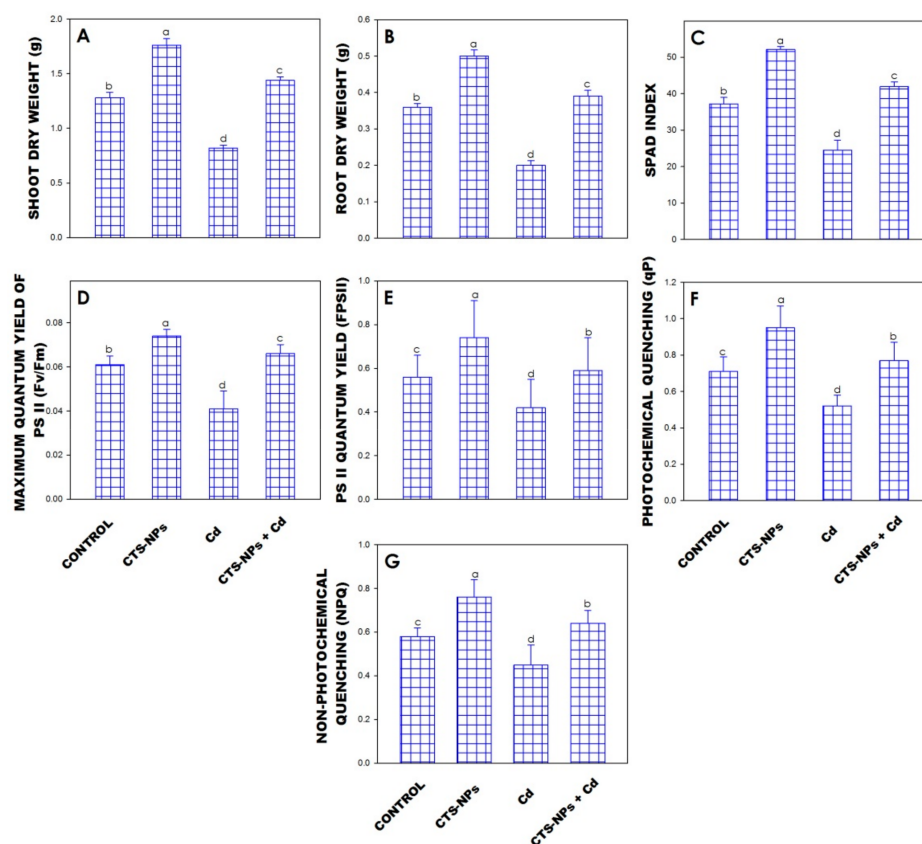 A
SHOOT DRY WEIGHT (g)
2.0
1.5
1.0
0.5
0.0
b
a
d
c
B
ROOT DRY WEIGHT (g)
0.6
0.5
0.4
0.3
0.2
0.1
0.0
b
a
d
c
C
SPAD INDEX
50
40
30
20
10
0
b
a
d
c
D
MAXIMUM QUANTUM YIELD OF
PS II (Fv/Fm)
0.08
0.06
0.04
0.02
0.00
b
a
d
c
CONTROL
CTS-NPs
Cd
CTS-NPs + Cd
E
PS II QUANTUM YIELD (FPSII)
1.0
0.8
0.6
0.4
0.2
0.0
c
a
d
b
F
PHOTOCHEMICAL QUENCHING (qP)
1.2
1.0
0.8
0.6
0.4
0.2
0.0
c
a
d
b
CONTROL
CTS-NPs
Cd
CTS-NPs + Cd
G
NON-PHOTOCHEMICAL
QUENCHING (NPQ)
1.0
0.8
0.6
0.4
0.2
0.0
c
a
d
b
CONTROL
CTS-NPs
Cd
CTS-NPs + Cd